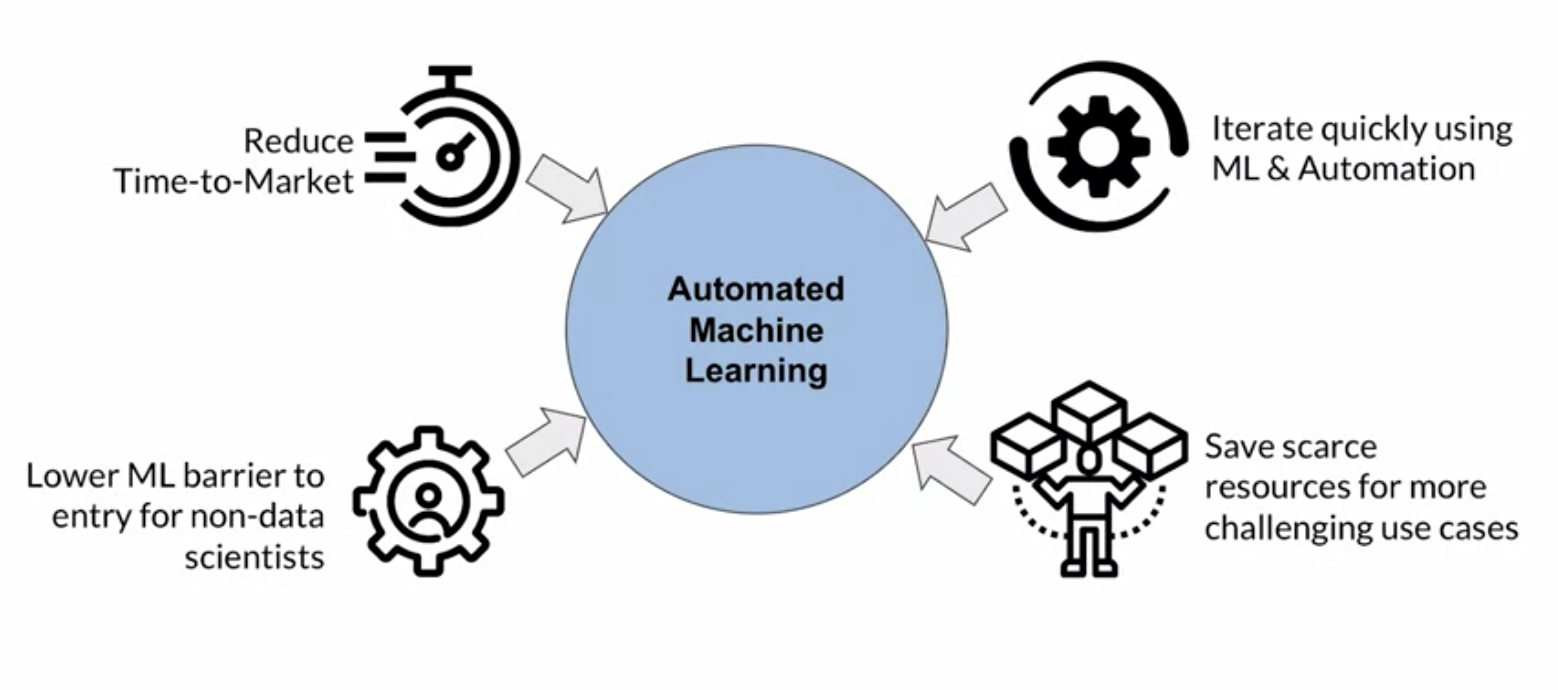 Reduce
Time-to-Market
Iterate quickly using
ML & Automation
Automated
Machine
Learning
Lower ML barrier to
entry for non-data
scientists
Save scarce
resources for more
challenging use cases